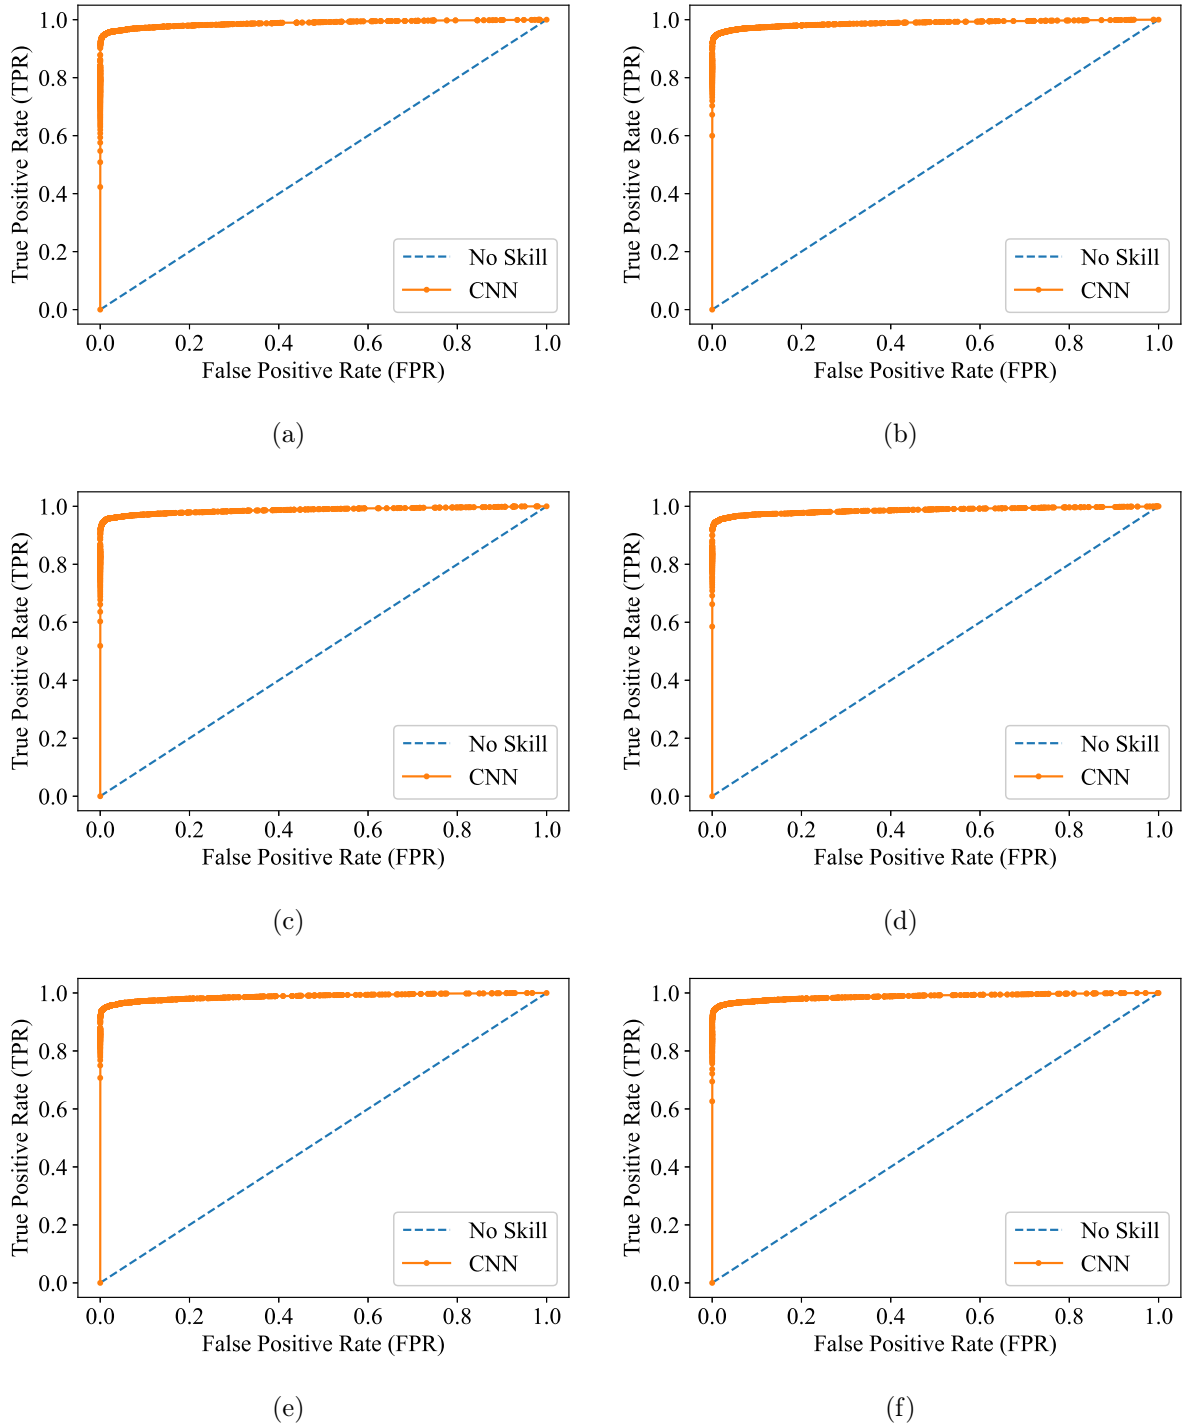 True Positive Rate (TPR)
1.0
0.8
0.6
0.4
0.2
0.0
No Skill
CNN
0.0 0.2 0.4 0.6 0.8 1.0
False Positive Rate (FPR)
(a)
True Positive Rate (TPR)
1.0
0.8
0.6
0.4
0.2
0.0
No Skill
CNN
0.0 0.2 0.4 0.6 0.8 1.0
False Positive Rate (FPR)
(b)
True Positive Rate (TPR)
1.0
0.8
0.6
0.4
0.2
0.0
No Skill
CNN
0.0 0.2 0.4 0.6 0.8 1.0
False Positive Rate (FPR)
(c)
True Positive Rate (TPR)
1.0
0.8
0.6
0.4
0.2
0.0
No Skill
CNN
0.0 0.2 0.4 0.6 0.8 1.0
False Positive Rate (FPR)
(d)
True Positive Rate (TPR)
1.0
0.8
0.6
0.4
0.2
0.0
No Skill
CNN
0.0 0.2 0.4 0.6 0.8 1.0
False Positive Rate (FPR)
(e)
True Positive Rate (TPR)
1.0
0.8
0.6
0.4
0.2
0.0
No Skill
CNN
0.0 0.2 0.4 0.6 0.8 1.0
False Positive Rate (FPR)
(f)